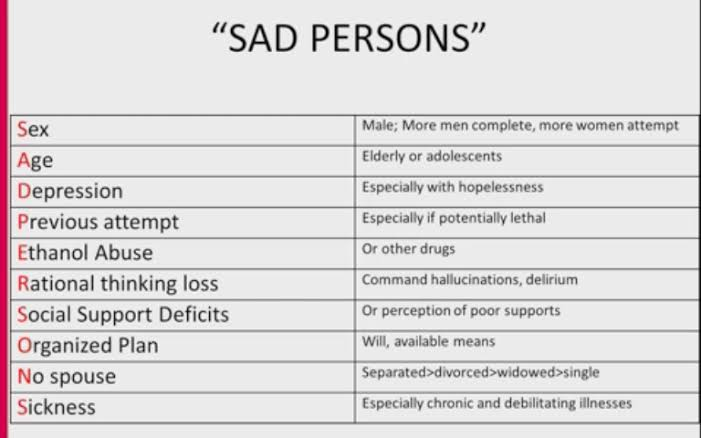 “SAD PERSONS”
Sex Male; More men complete, more women attempt
Age Elderly or adolescents
Depression Especially with hopelessness
Previous attempt Especially if potentially lethal
Ethanol Abuse Or other drugs
Rational thinking loss Command hallucinations, delirium
Social Support Deficits Or perception of poor supports
Organized Plan Will, available means
No spouse Separated>divorced>widowed>single
Sickness Especially chronic and debilitating illnesses